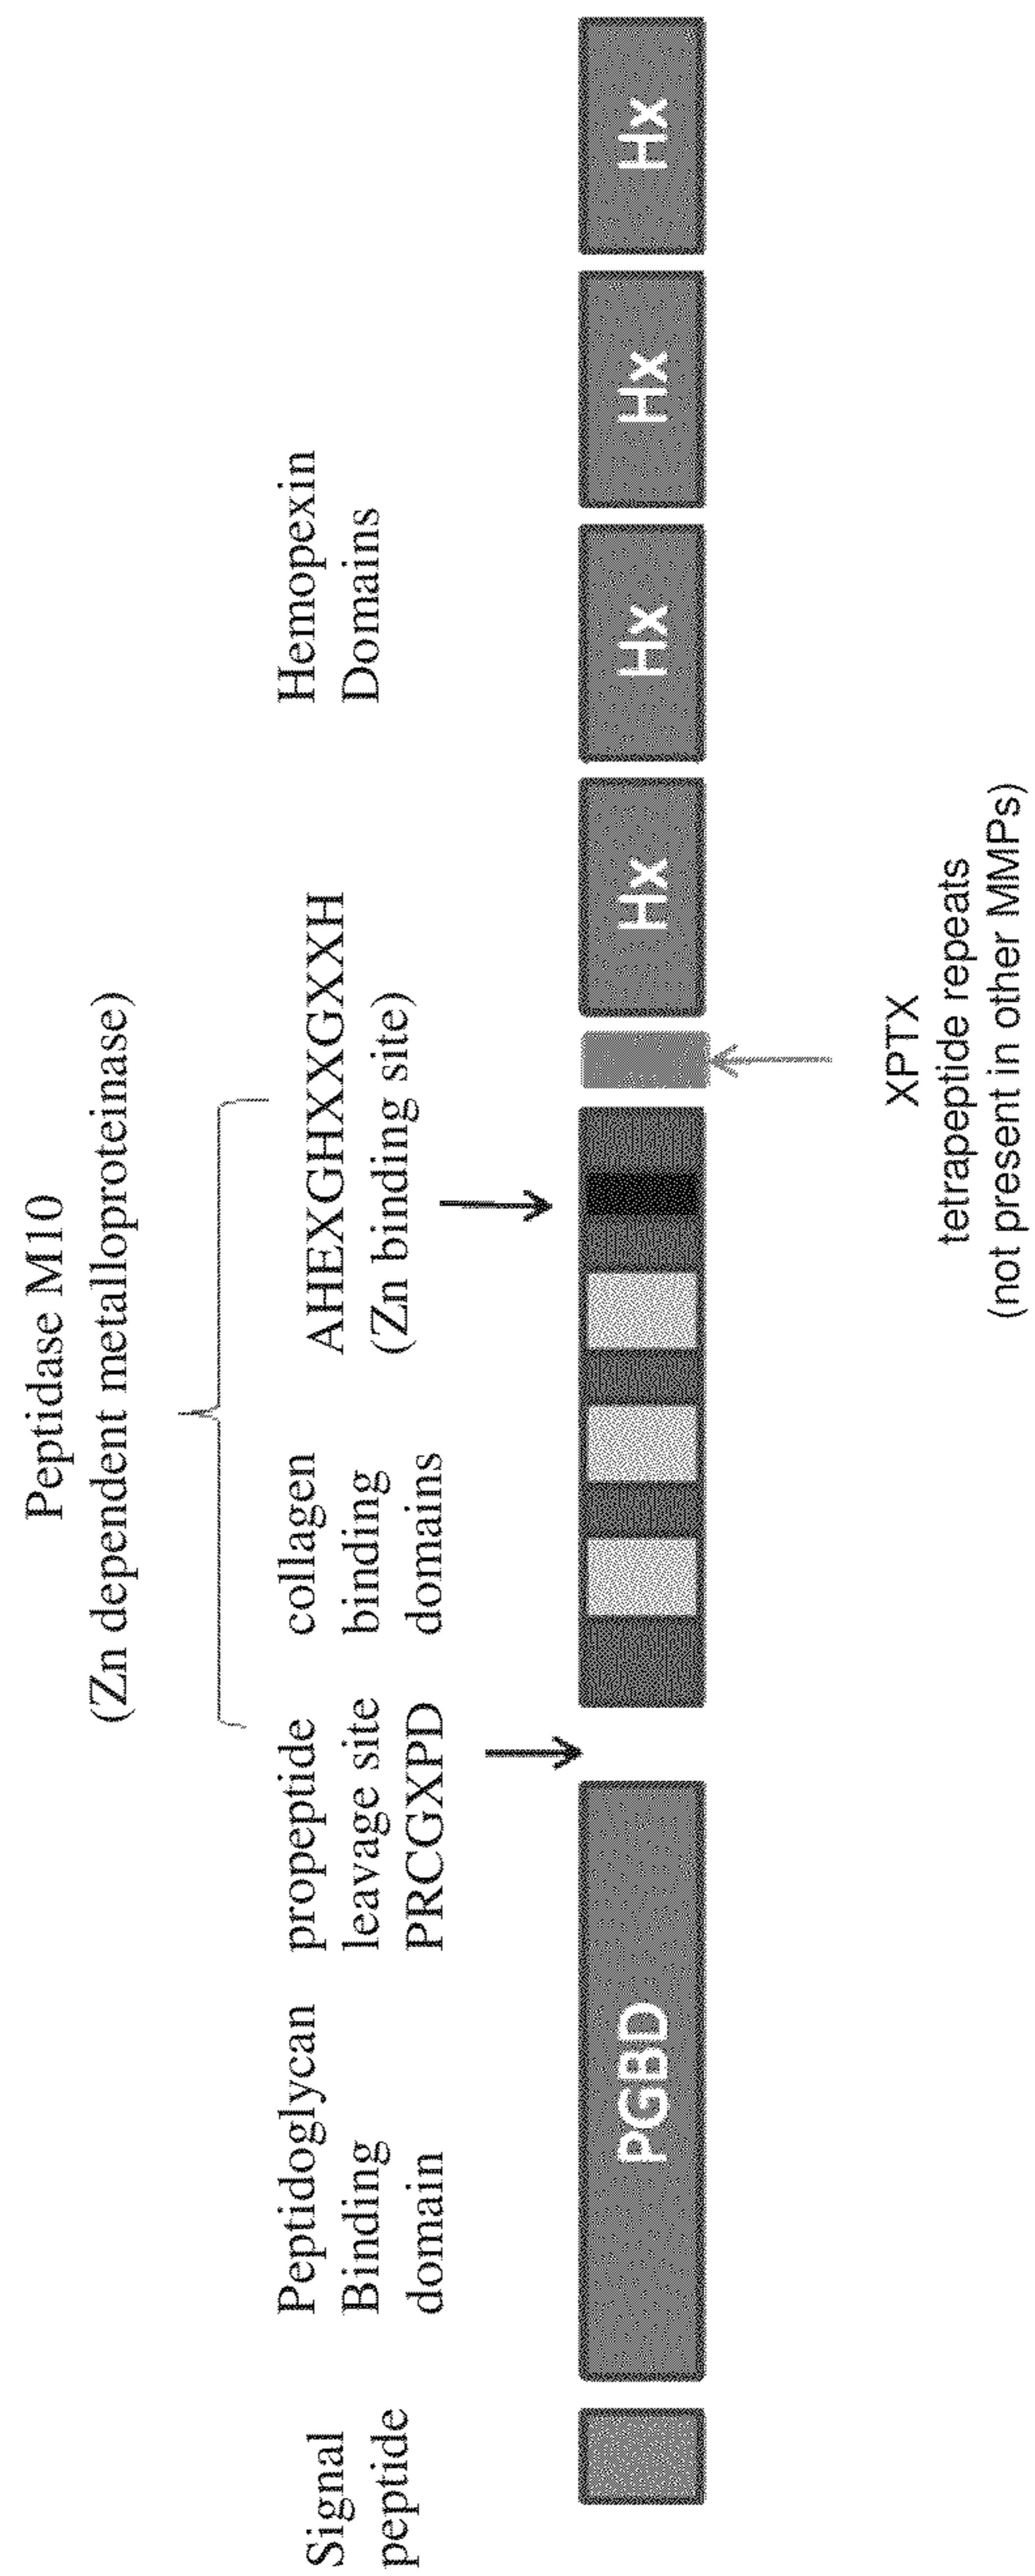 Peptidase M10
(Zn dependent metalloproteinase)
Signal
peptide
Peptidoglycan
Binding
domain
propeptide
leavage site
PRCGXPD
collagen
binding
domains
AHEXGHXXGXXH
(Zn binding site)
Hemopexin
Domains
PGBD
Hx
Hx
Hx
Hx
XPTX
tetrapeptide repeats
(not present in other MMPs)